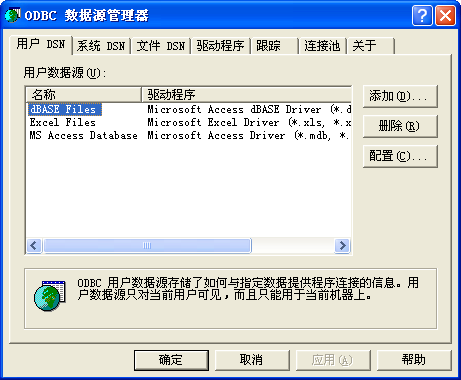 ODBC 数据源管理器
用户 DSN 系统 DSN 文件 DSN 驱动程序 跟踪 连接池 关于
用户数据源(U):
名称 驱动程序
dBASE Files Microsoft Access dBASE Driver (*.d
Excel Files Microsoft Excel Driver (*.xls, *.x
MS Access Database Microsoft Access Driver (*.mdb, *.
添加(D)...
删除(R)
配置(C)...
ODBC 用户数据源存储了如何与指定数据提供程序连接的信息。用
户数据源只对当前用户可见，而且只能用于当前机器上。
确定 取消 应用(A) 帮助